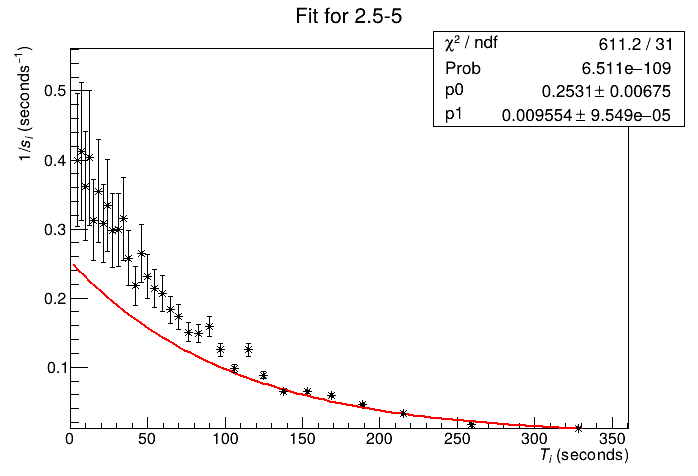 Fit for 2.5-5
χ² / ndf 611.2 / 31
Prob 6.511e−109
p0 0.2531 ± 0.00675
p1 0.009554 ± 9.549e−05
1/sᵢ (seconds⁻¹)
0.5
0.4
0.3
0.2
0.1
0 50 100 150 200 250 300 350
Tᵢ (seconds)